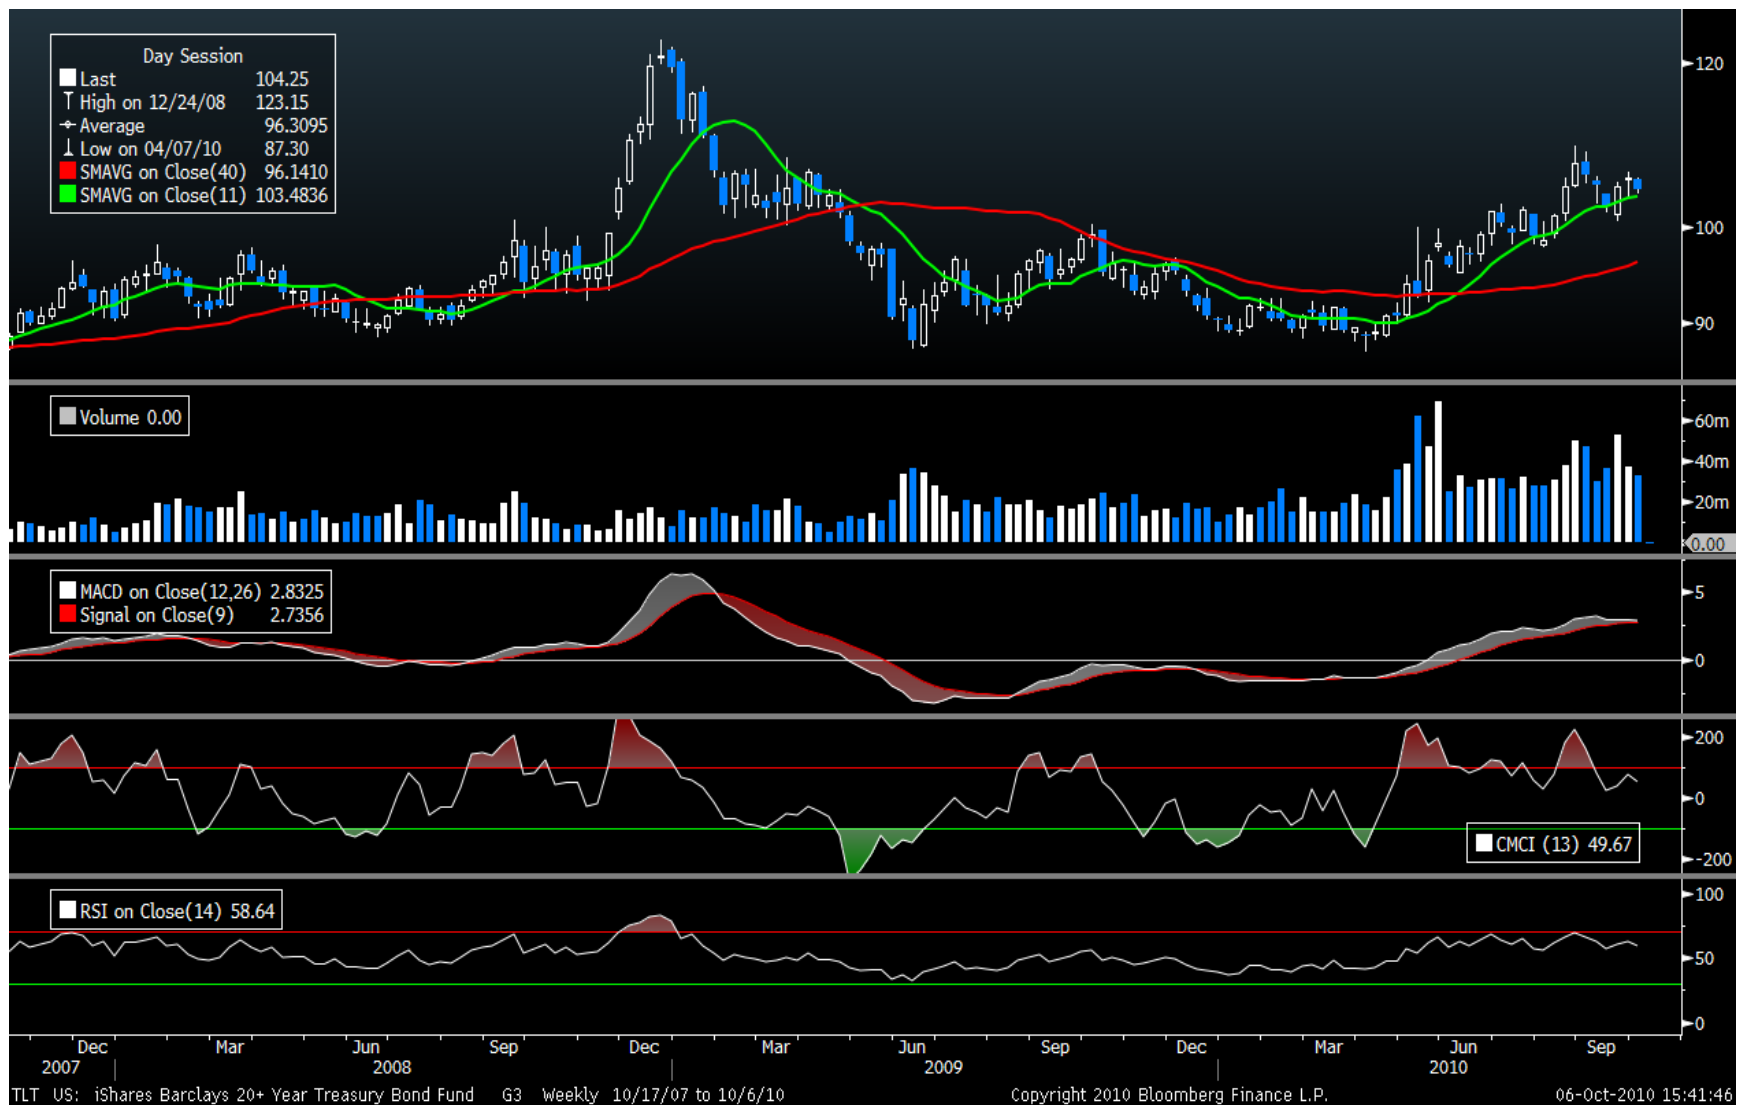 Day Session
Last 104.25
High on 12/24/08 123.15
Average 96.3095
Low on 04/07/10 87.30
SMAVG on Close(40) 96.1410
SMAVG on Close(11) 103.4836
120
100
90
Volume 0.00
60m
40m
20m
0.00
MACD on Close(12,26) 2.8325
Signal on Close(9) 2.7356
5
0
200
0
-200
CMCI (13) 49.67
RSI on Close(14) 58.64
100
50
0
Dec Mar Jun Sep Dec Mar Jun Sep Dec Mar Jun Sep
2007 2008 2009 2010
TLT US: iShares Barclays 20+ Year Treasury Bond Fund G3 Weekly 10/17/07 to 10/6/10 Copyright 2010 Bloomberg Finance L.P. 06-Oct-2010 15:41:46